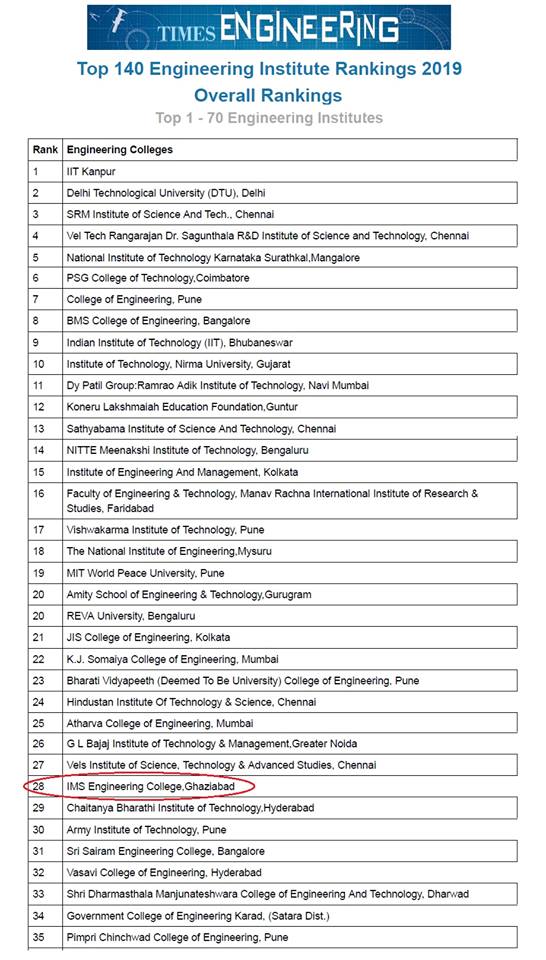 TIMES ENGINEERING
Top 140 Engineering Institute Rankings 2019
Overall Rankings
Top 1 - 70 Engineering Institutes
Rank Engineering Colleges
1 IIT Kanpur
2 Delhi Technological University (DTU), Delhi
3 SRM Institute of Science And Tech., Chennai
4 Vel Tech Rangarajan Dr. Sagunthala R&D Institute of Science and Technology, Chennai
5 National Institute of Technology Karnataka Surathkal,Mangalore
6 PSG College of Technology,Coimbatore
7 College of Engineering, Pune
8 BMS College of Engineering, Bangalore
9 Indian Institute of Technology (IIT), Bhubaneswar
10 Institute of Technology, Nirma University, Gujarat
11 Dy Patil Group:Ramrao Adik Institute of Technology, Navi Mumbai
12 Koneru Lakshmaiah Education Foundation,Guntur
13 Sathyabama Institute of Science And Technology, Chennai
14 NITTE Meenakshi Institute of Technology, Bengaluru
15 Institute of Engineering And Management, Kolkata
16 Faculty of Engineering & Technology, Manav Rachna International Institute of Research &
Studies, Faridabad
17 Vishwakarma Institute of Technology, Pune
18 The National Institute of Engineering,Mysuru
19 MIT World Peace University, Pune
20 Amity School of Engineering & Technology,Gurugram
20 REVA University, Bengaluru
21 JIS College of Engineering, Kolkata
22 K.J. Somaiya College of Engineering, Mumbai
23 Bharati Vidyapeeth (Deemed To Be University) College of Engineering, Pune
24 Hindustan Institute Of Technology & Science, Chennai
25 Atharva College of Engineering, Mumbai
26 G L Bajaj Institute of Technology & Management,Greater Noida
27 Vels Institute of Science, Technology & Advanced Studies, Chennai
28 IMS Engineering College,Ghaziabad
29 Chaitanya Bharathi Institute of Technology,Hyderabad
30 Army Institute of Technology, Pune
31 Sri Sairam Engineering College, Bangalore
32 Vasavi College of Engineering, Hyderabad
33 Shri Dharmasthala Manjunateshwara College of Engineering And Technology, Dharwad
34 Government College of Engineering Karad, (Satara Dist.)
35 Pimpri Chinchwad College of Engineering, Pune